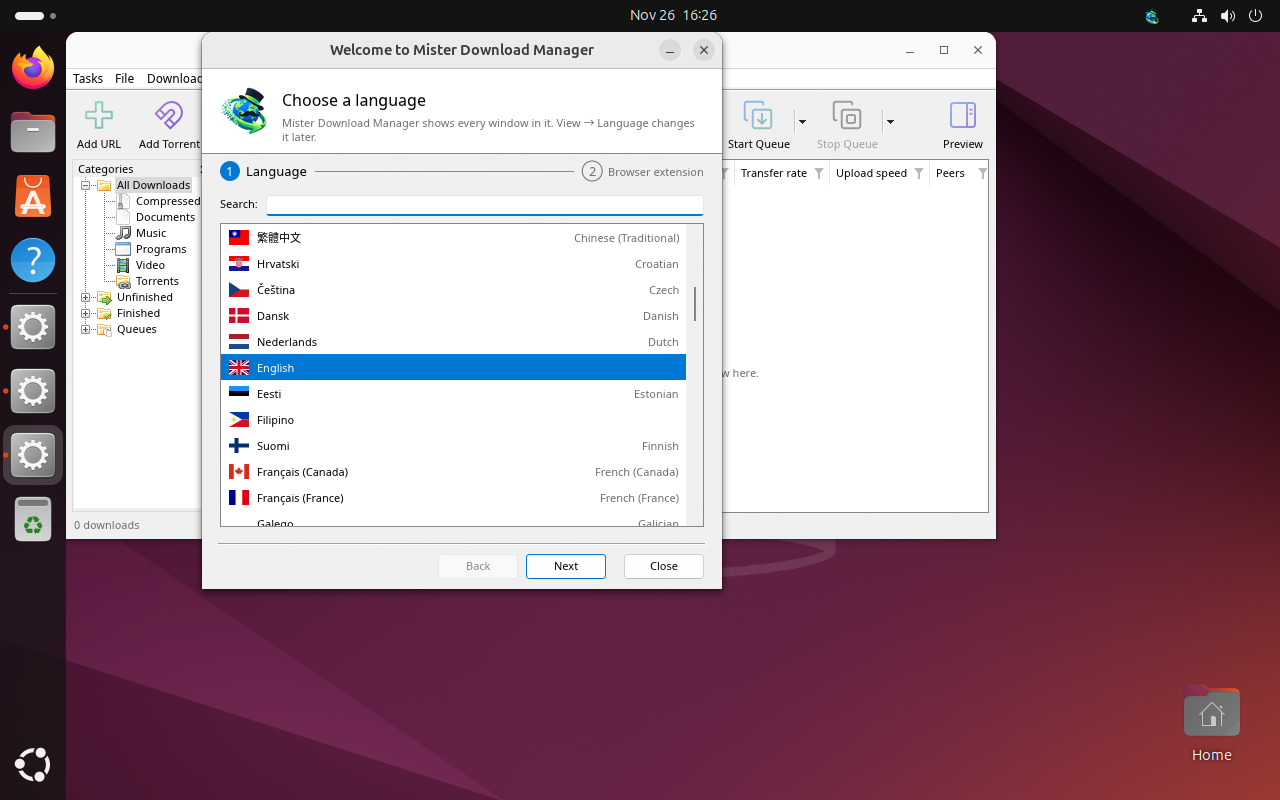 Nov 26 16:26
Welcome to Mister Download Manager
Tasks File Download
Choose a language
Mister Download Manager shows every window in it. View → Language changes
it later.
Add URL
Add Torrent
Start Queue
Stop Queue
Preview
Categories
1 Language
2 Browser extension
Transfer rate
Upload speed
Peers
All Downloads
Compressed
Documents
Music
Programs
Video
Torrents
Unfinished
Finished
Queues
Search:
繁體中文 Chinese (Traditional)
Hrvatski Croatian
Čeština Czech
Dansk Danish
Nederlands Dutch
English
Eesti Estonian
Filipino
Suomi Finnish
Français (Canada) French (Canada)
Français (France) French (France)
Galego Galician
here.
0 downloads
Back
Next
Close
Home